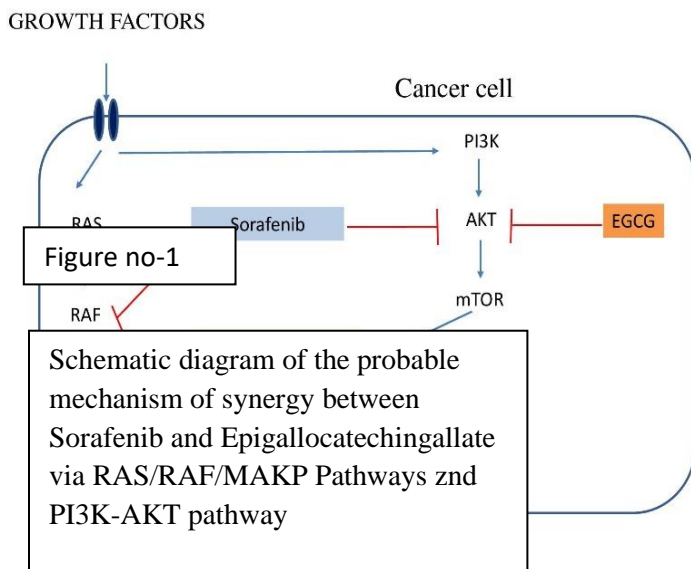 GROWTH FACTORS
Cancer cell
PI3K
RAS
Sorafenib
AKT
EGCG
Figure no-1
RAF
mTOR
Schematic diagram of the probable
mechanism of synergy between
Sorafenib and Epigallocatechingallate
via RAS/RAF/MAKP Pathways znd
PI3K-AKT pathway